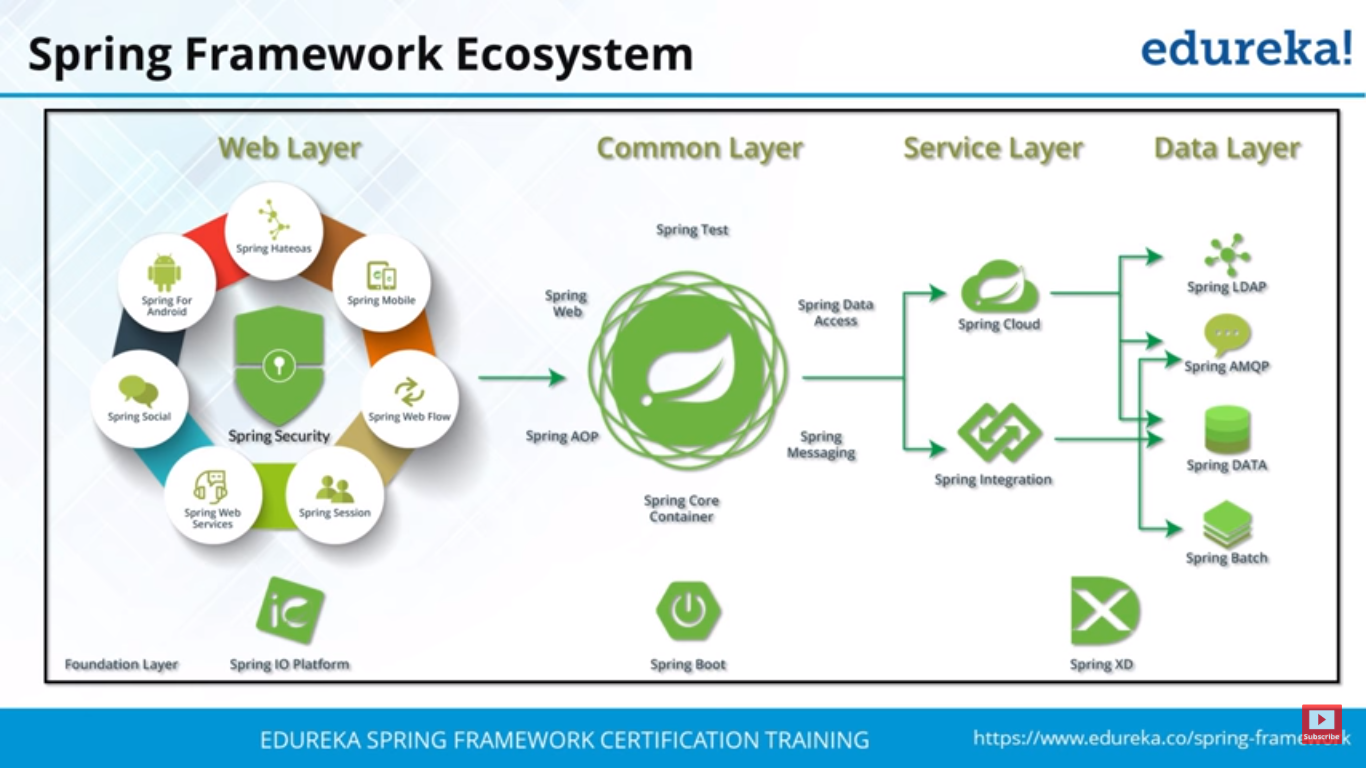 Spring Framework Ecosystem
edureka!
Web Layer
Common Layer
Service Layer
Data Layer
Spring Hateoas
Spring For
Android
Spring Mobile
Spring Social
Spring Web Flow
Spring Security
Spring Web
Services
Spring Session
Spring Test
Spring
Web
Spring Data
Access
Spring AOP
Spring
Messaging
Spring Core
Container
Spring Cloud
Spring Integration
Spring LDAP
Spring AMQP
Spring DATA
Spring Batch
iO
Foundation Layer
Spring IO Platform
Spring Boot
Spring XD
EDUREKA SPRING FRAMEWORK CERTIFICATION TRAINING
https://www.edureka.co/spring-framework
Subscribe